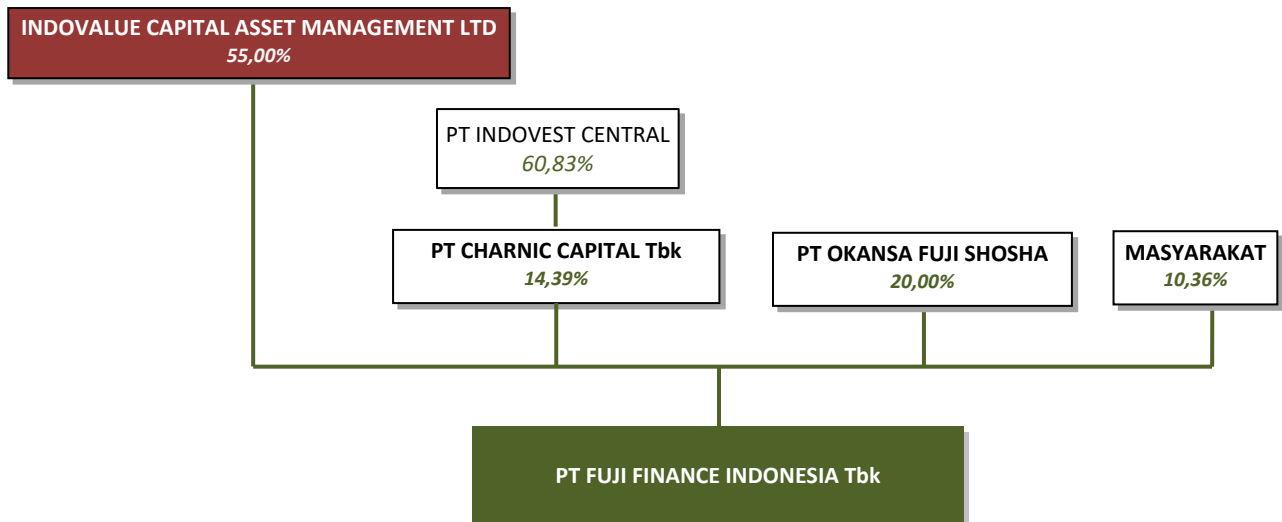 INDOVALUE CAPITAL ASSET MANAGEMENT LTD
55,00%
PT INDOVEST CENTRAL
60,83%
PT CHARNIC CAPITAL Tbk
14,39%
PT OKANSA FUJI SHOSHA
20,00%
MASYARAKAT
10,36%
PT FUJI FINANCE INDONESIA Tbk